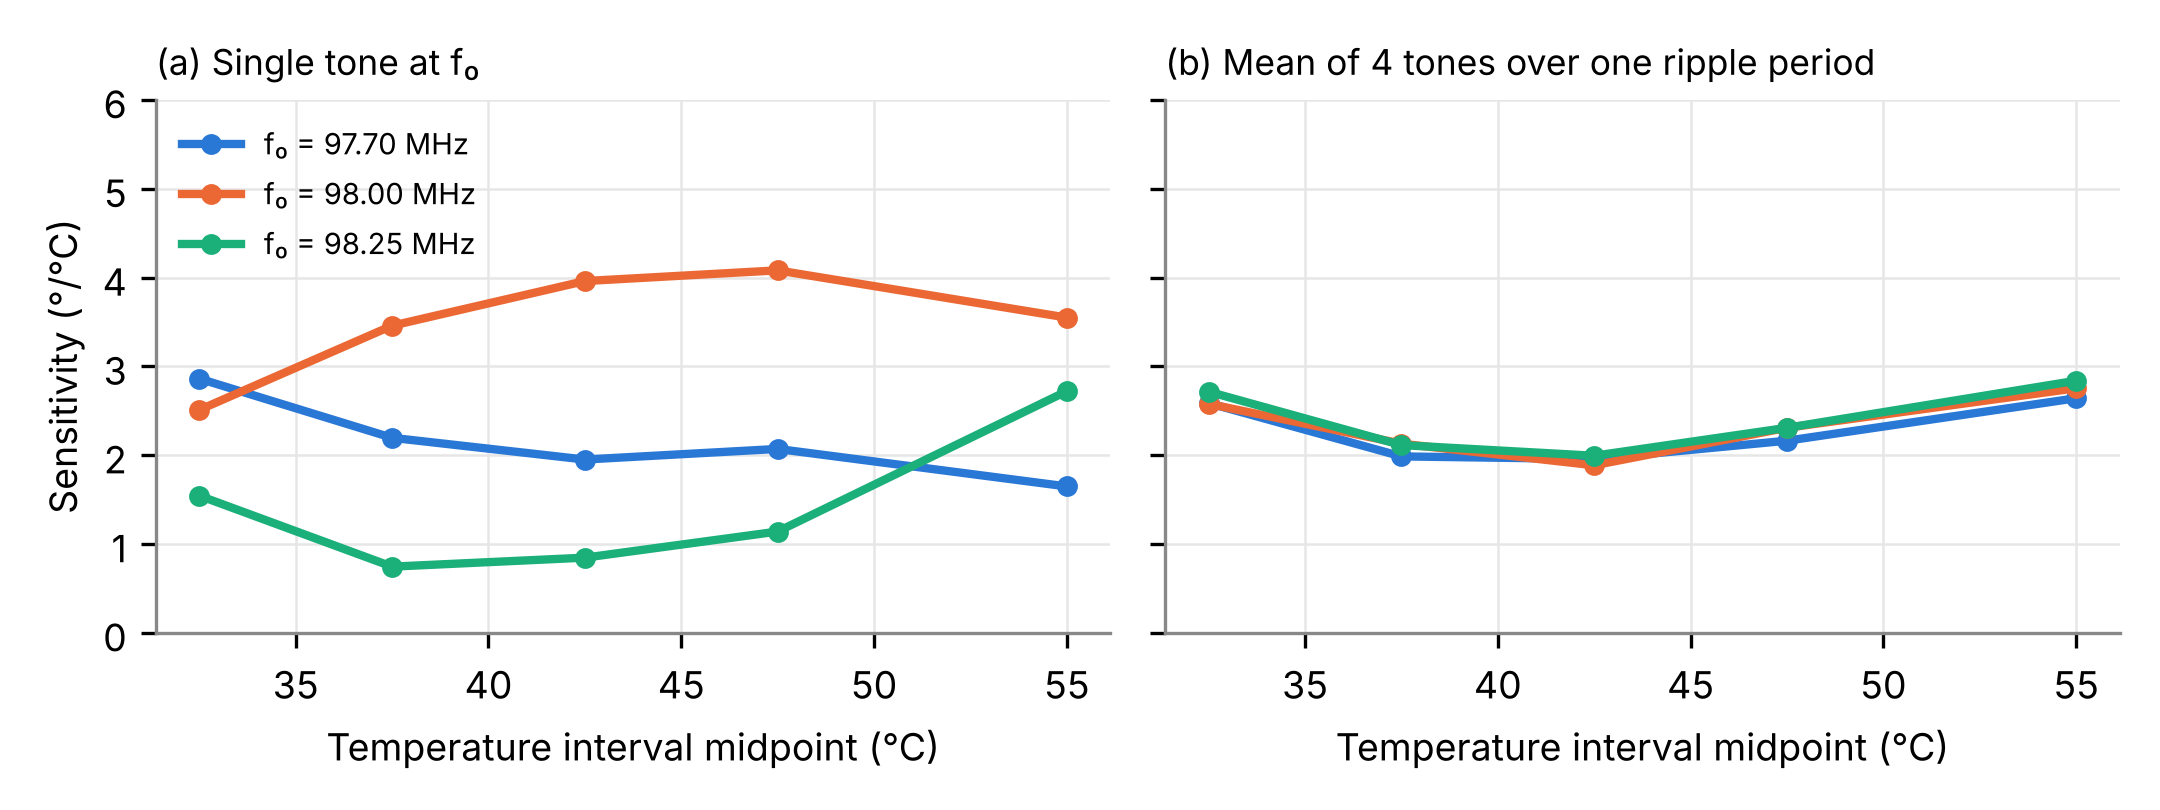 (a) Single tone at fₒ
(b) Mean of 4 tones over one ripple period
fₒ = 97.70 MHz
fₒ = 98.00 MHz
fₒ = 98.25 MHz
Sensitivity (°/°C)
6
5
4
3
2
1
0
35 40 45 50 55
35 40 45 50 55
Temperature interval midpoint (°C)
Temperature interval midpoint (°C)